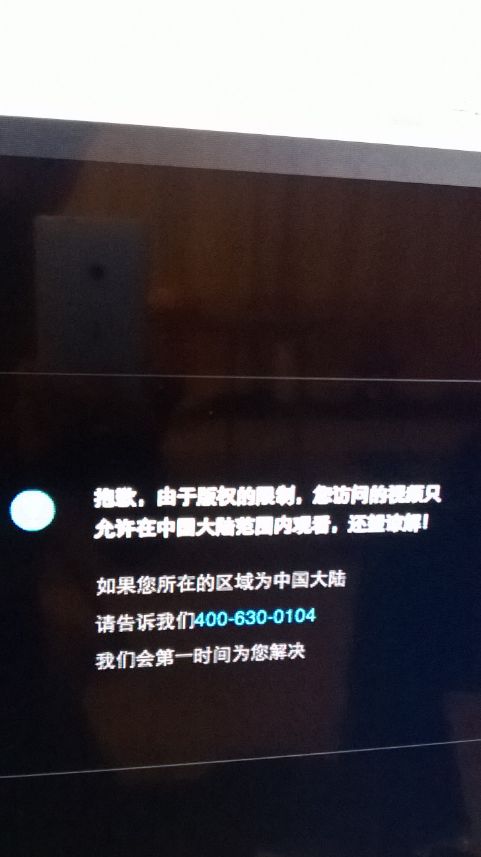 抱歉，由于版权的限制，您访问的视频只
允许在中国大陆范围内观看，还望谅解！
如果您所在的区域为中国大陆
请告诉我们400-630-0104
我们会第一时间为您解决